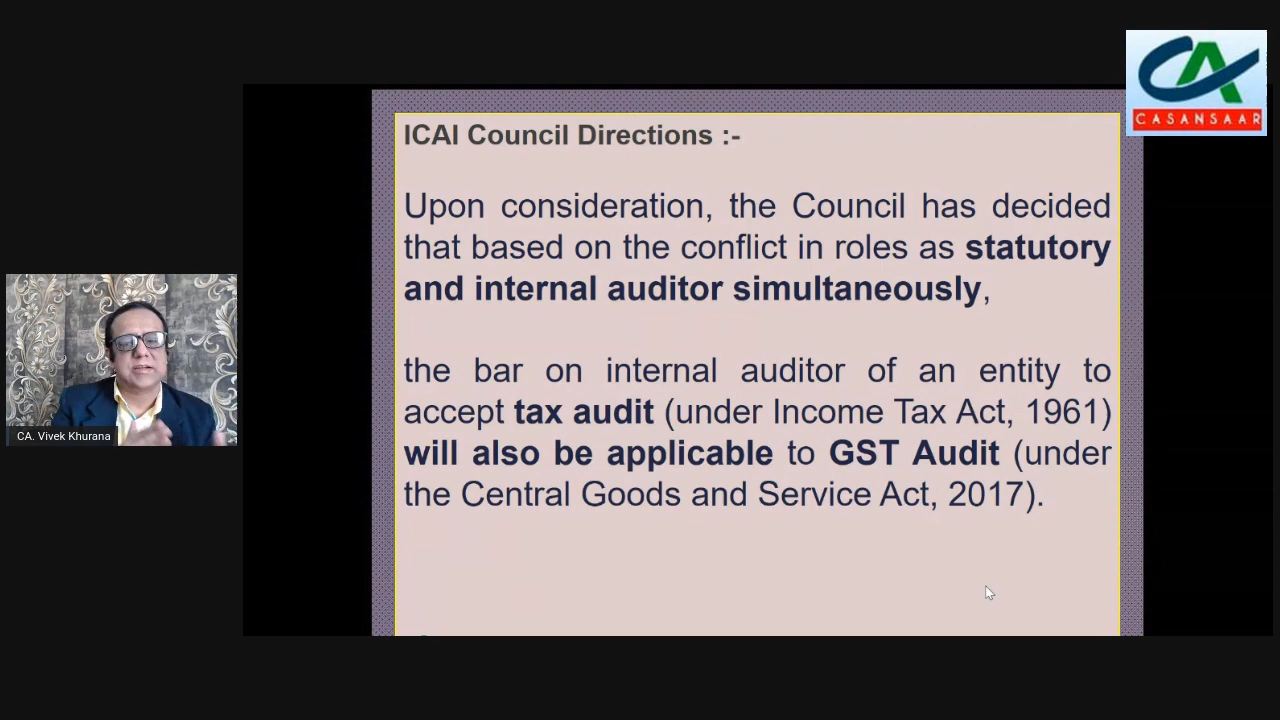 CASANSAAR
ICAI Council Directions :-
Upon consideration, the Council has decided
that based on the conflict in roles as statutory
and internal auditor simultaneously,
the bar on internal auditor of an entity to
accept tax audit (under Income Tax Act, 1961)
will also be applicable to GST Audit (under
the Central Goods and Service Act, 2017).
CA. Vivek Khurana